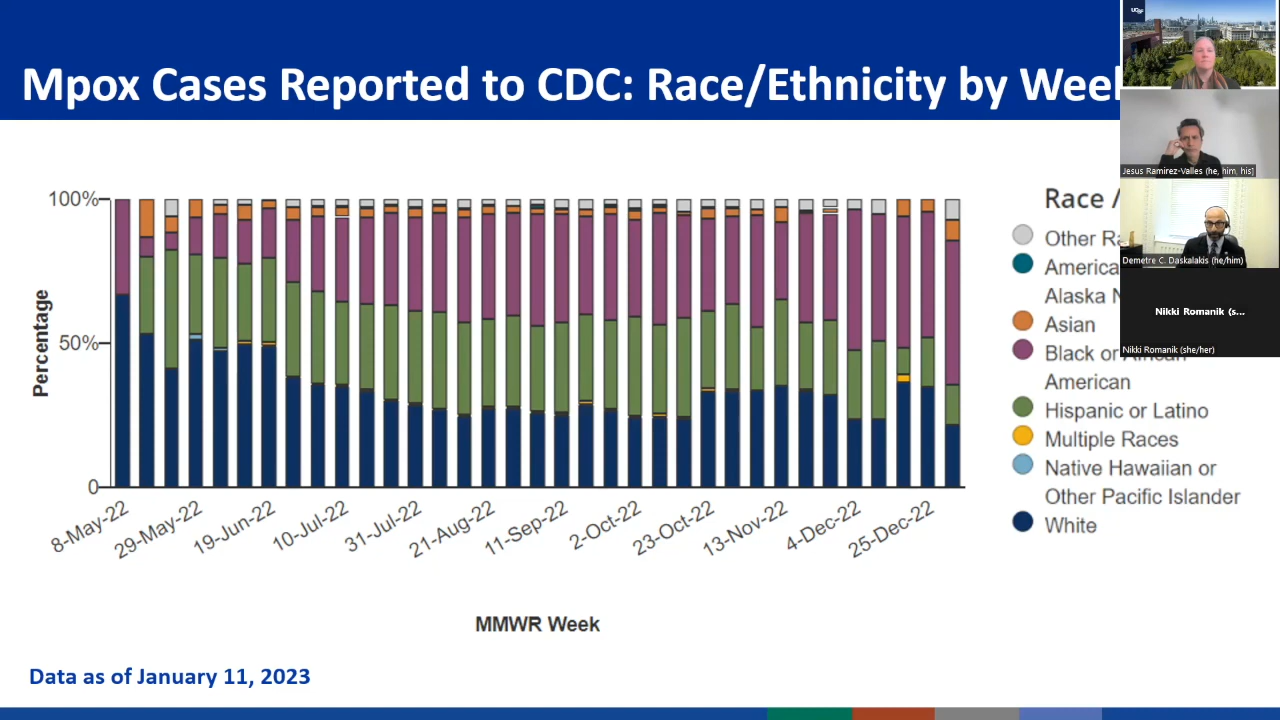 Mpox Cases Reported to CDC: Race/Ethnicity by Week
UCSF
Jesus Ramirez-Valles (he, him, his)
Demetre C. Daskalakis (he/him)
Nikki Romanik (s...
Nikki Romanik (she/her)
100%
50%
0
Percentage
8-May-22
29-May-22
19-Jun-22
10-Jul-22
31-Jul-22
21-Aug-22
11-Sep-22
2-Oct-22
23-Oct-22
13-Nov-22
4-Dec-22
25-Dec-22
MMWR Week
Race /
Other Ra
America
Alaska N
Asian
Black or African
American
Hispanic or Latino
Multiple Races
Native Hawaiian or
Other Pacific Islander
White
Data as of January 11, 2023